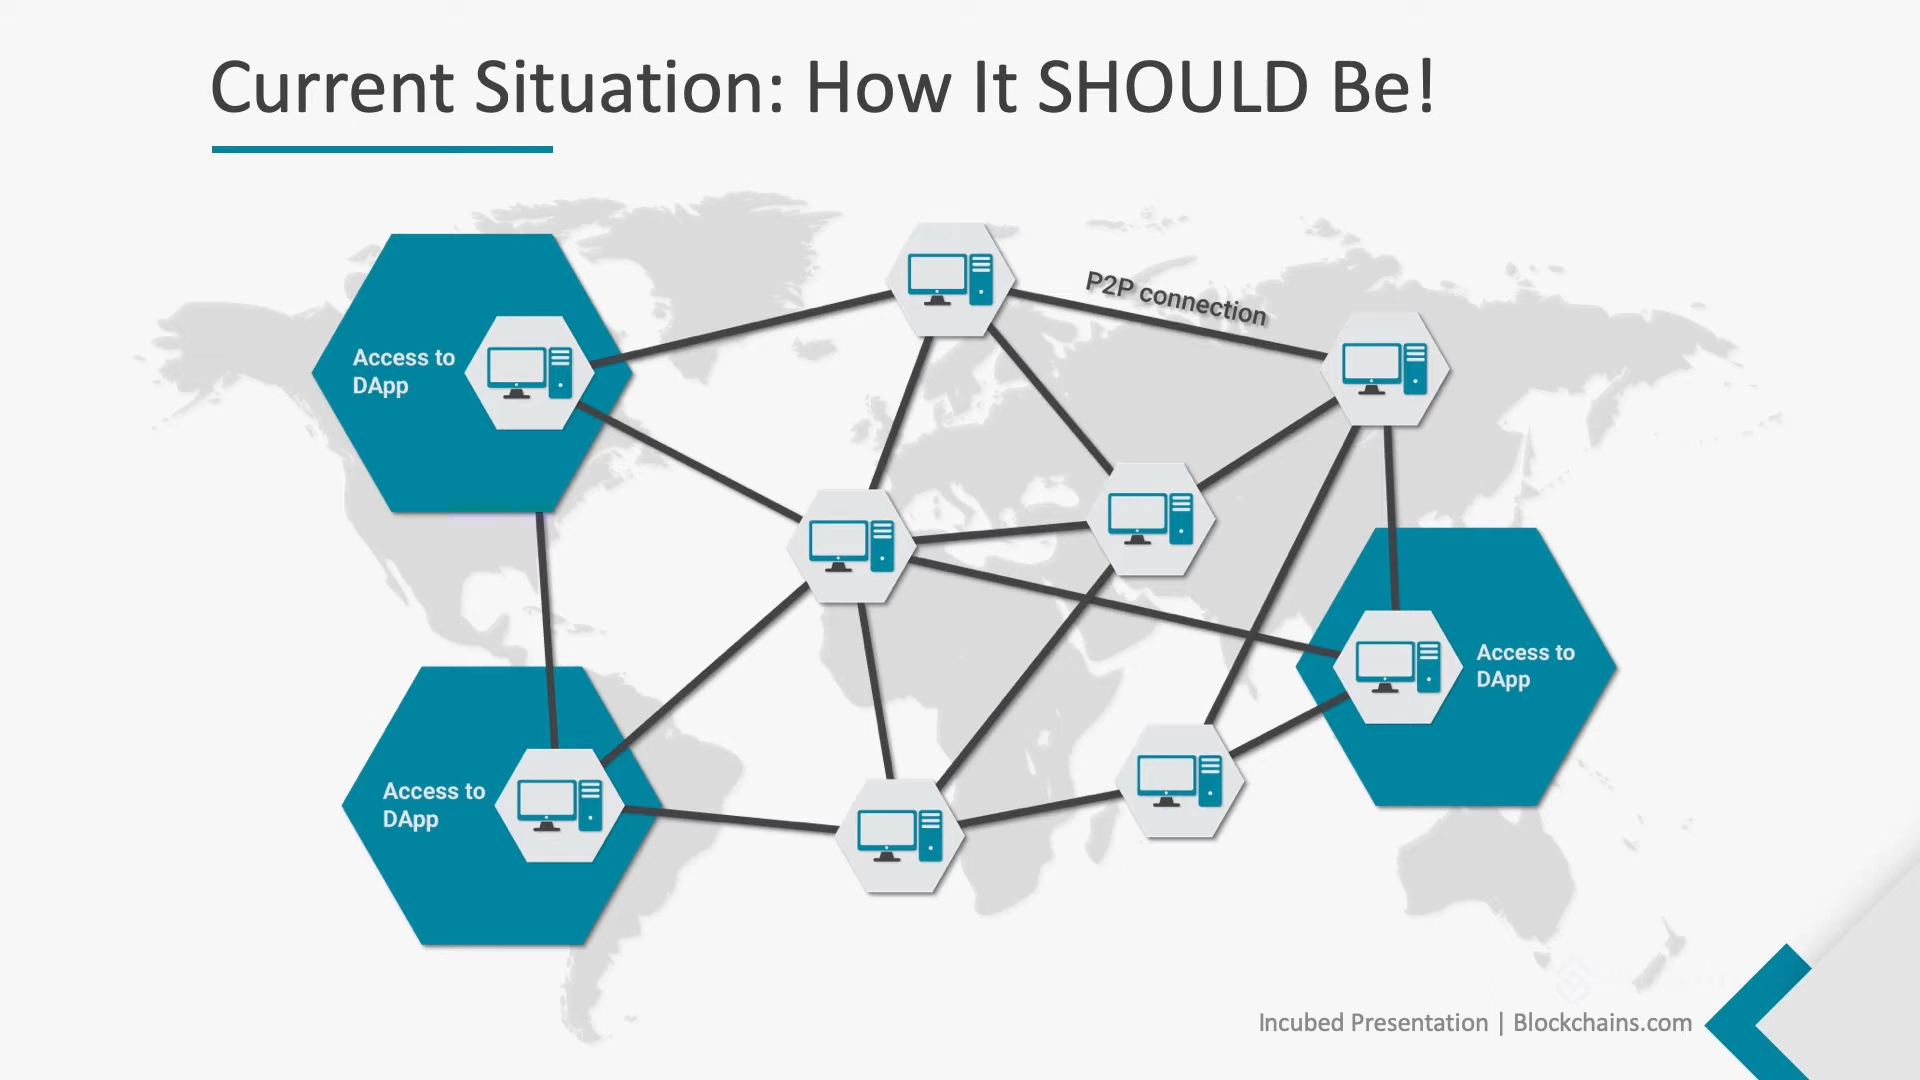 Current Situation: How It SHOULD Be!
P2P connection
Access to
DApp
Access to
DApp
Access to
DApp
Incubed Presentation | Blockchains.com